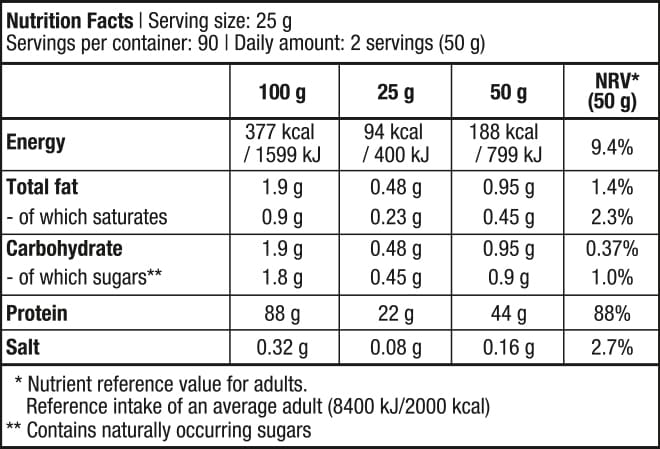 Nutrition Facts | Serving size: 25 g
Servings per container: 90 | Daily amount: 2 servings (50 g)
100 g 25 g 50 g NRV* (50 g)
Energy 377 kcal / 1599 kJ 94 kcal / 400 kJ 188 kcal / 799 kJ 9.4%
Total fat 1.9 g 0.48 g 0.95 g 1.4%
- of which saturates 0.9 g 0.23 g 0.45 g 2.3%
Carbohydrate 1.9 g 0.48 g 0.95 g 0.37%
- of which sugars** 1.8 g 0.45 g 0.9 g 1.0%
Protein 88 g 22 g 44 g 88%
Salt 0.32 g 0.08 g 0.16 g 2.7%
* Nutrient reference value for adults.
Reference intake of an average adult (8400 kJ/2000 kcal)
** Contains naturally occurring sugars